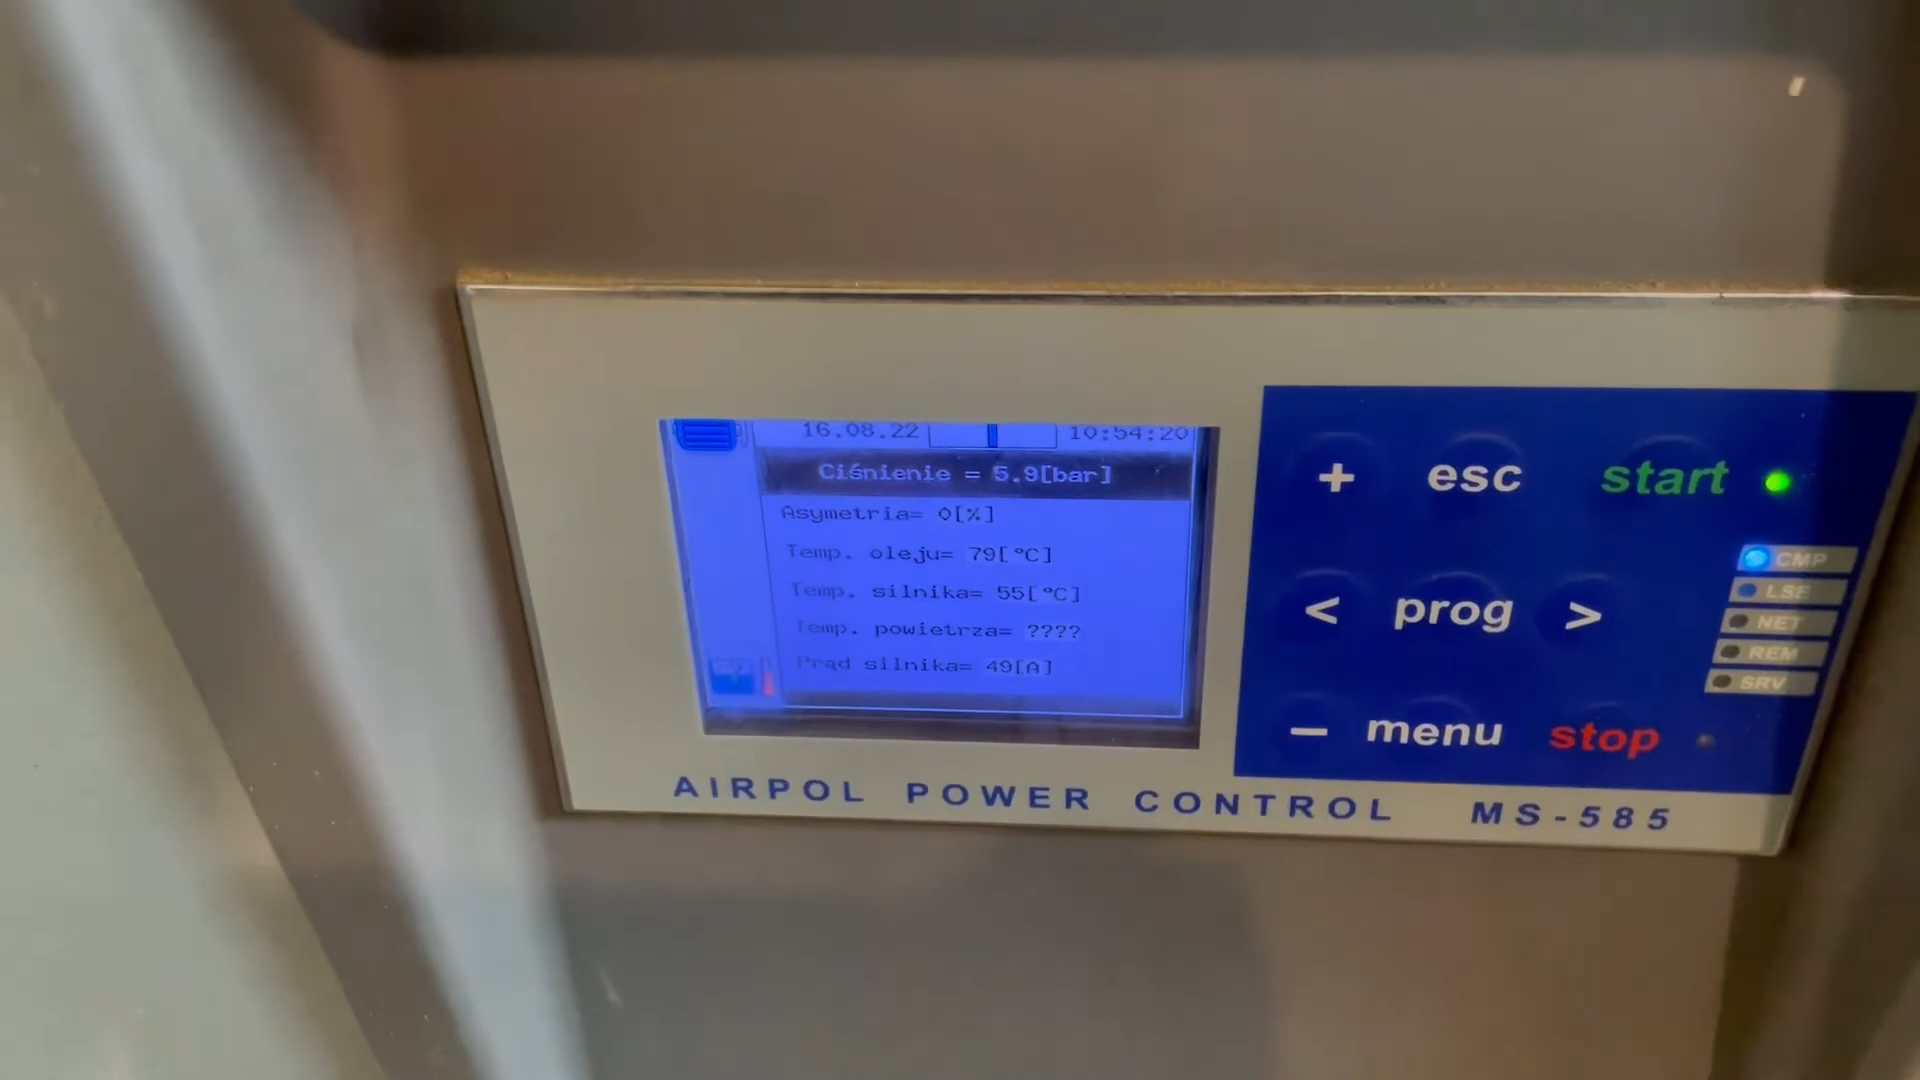 16.08.22 10:54:20
Ciśnienie = 5.9[bar]
Asymetria= 0[%]
Temp. oleju= 79[°C]
Temp. silnika= 55[°C]
Temp. powietrza= ????
Prąd silnika= 49[A]
+ esc start
CMP
LSE
NET
REM
SRV
< prog >
− menu stop
AIRPOL POWER CONTROL MS-585